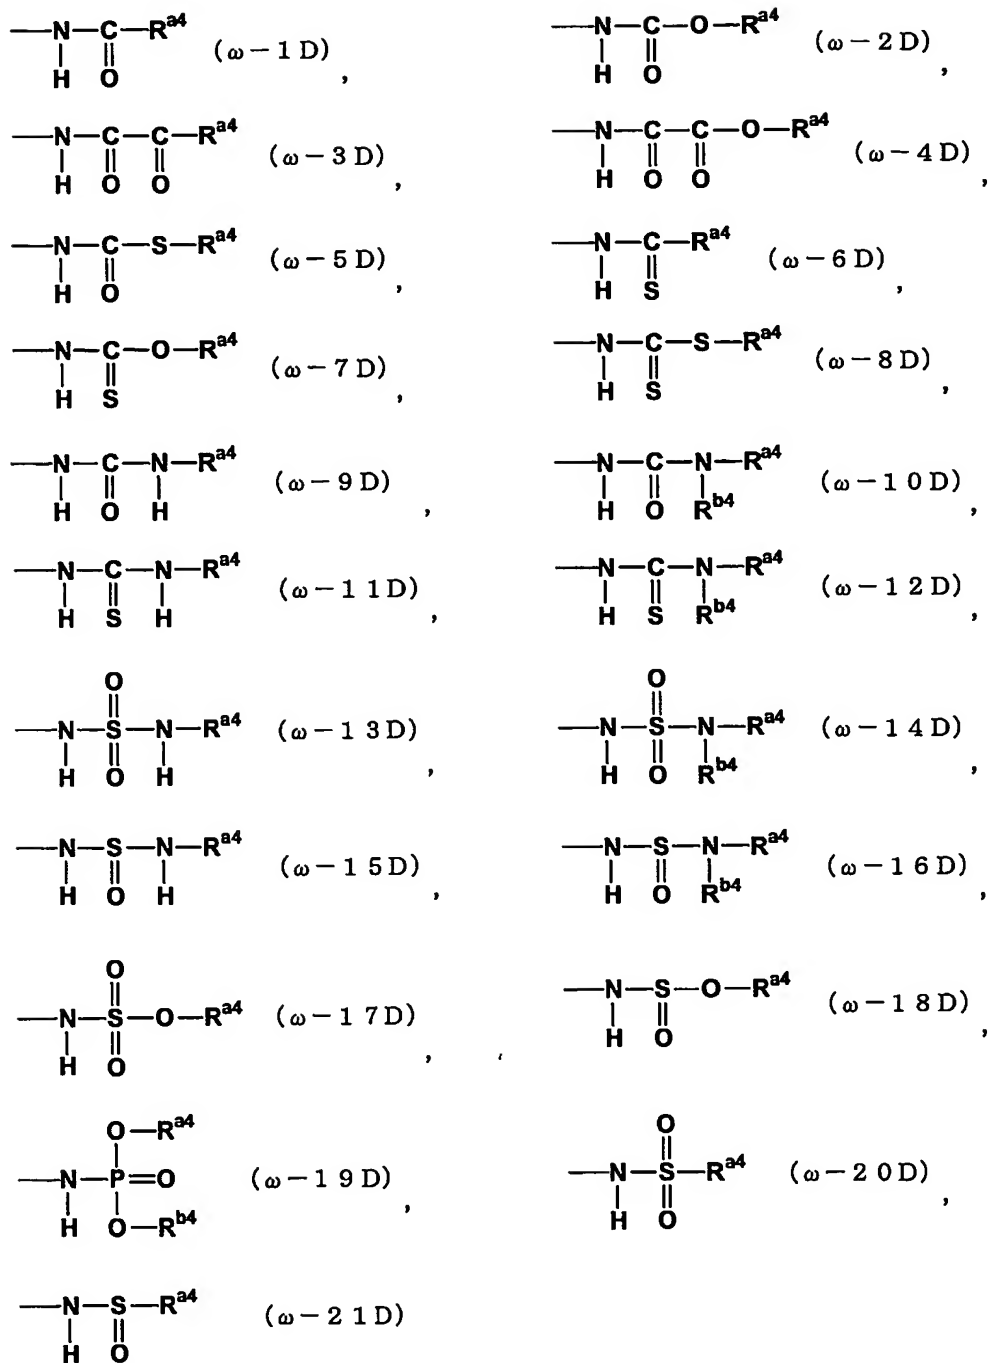 —N—C—R^a4 (ω-1D),
H O
—N—C—O—R^a4 (ω-2D),
H O
—N—C—C—R^a4 (ω-3D),
H O O
—N—C—C—O—R^a4 (ω-4D),
H O O
—N—C—S—R^a4 (ω-5D),
H O
—N—C—R^a4 (ω-6D),
H S
—N—C—O—R^a4 (ω-7D),
H S
—N—C—S—R^a4 (ω-8D),
H S
—N—C—N—R^a4 (ω-9D),
H O H
—N—C—N—R^a4 (ω-10D),
H O R^b4
—N—C—N—R^a4 (ω-11D),
H S H
—N—C—N—R^a4 (ω-12D),
H S R^b4
O
—N—S—N—R^a4 (ω-13D),
H O H
O
—N—S—N—R^a4 (ω-14D),
H O R^b4
—N—S—N—R^a4 (ω-15D),
H O H
—N—S—N—R^a4 (ω-16D),
H O R^b4
O
—N—S—O—R^a4 (ω-17D),
H O
—N—S—O—R^a4 (ω-18D),
H O
O—R^a4
—N—P=O (ω-19D),
H O—R^b4
O
—N—S—R^a4 (ω-20D),
H O
—N—S—R^a4 (ω-21D)
H O